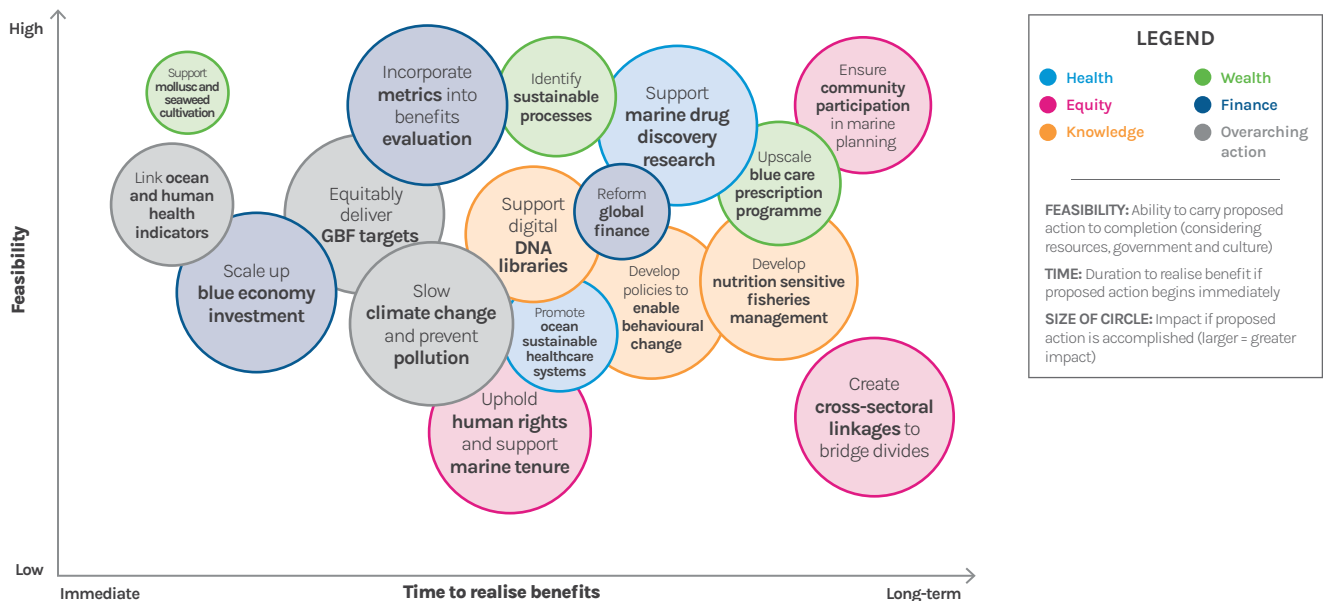 High
Support
mollusc and
seaweed
cultivation
Incorporate
metrics into
benefits
evaluation
Identify
sustainable
processes
Support
marine drug
discovery
research
Ensure
community
participation
in marine
planning
Link ocean
and human
health
indicators
Equitably
deliver
GBF targets
Support
digital
DNA
libraries
Reform
global
finance
Upscale
blue care
prescription
programme
Scale up
blue economy
investment
Slow
climate change
and prevent
pollution
Promote
ocean
sustainable
healthcare
systems
Develop
policies to
enable
behavioural
change
Develop
nutrition sensitive
fisheries
management
Uphold
human rights
and support
marine tenure
Create
cross-sectoral
linkages to
bridge divides
Feasibility
Low
Immediate
Time to realise benefits
Long-term
LEGEND
Health
Wealth
Equity
Finance
Knowledge
Overarching
action
FEASIBILITY: Ability to carry proposed
action to completion (considering
resources, government and culture)
TIME: Duration to realise benefit if
proposed action begins immediately
SIZE OF CIRCLE: Impact if proposed
action is accomplished (larger = greater
impact)